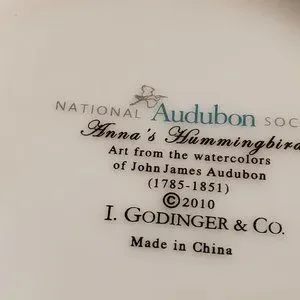 NATIONAL Audubon SOC
Anna's Hummingbird
Art from the watercolors
of John James Audubon
(1785-1851)
©2010
I. GODINGER & CO.
Made in China